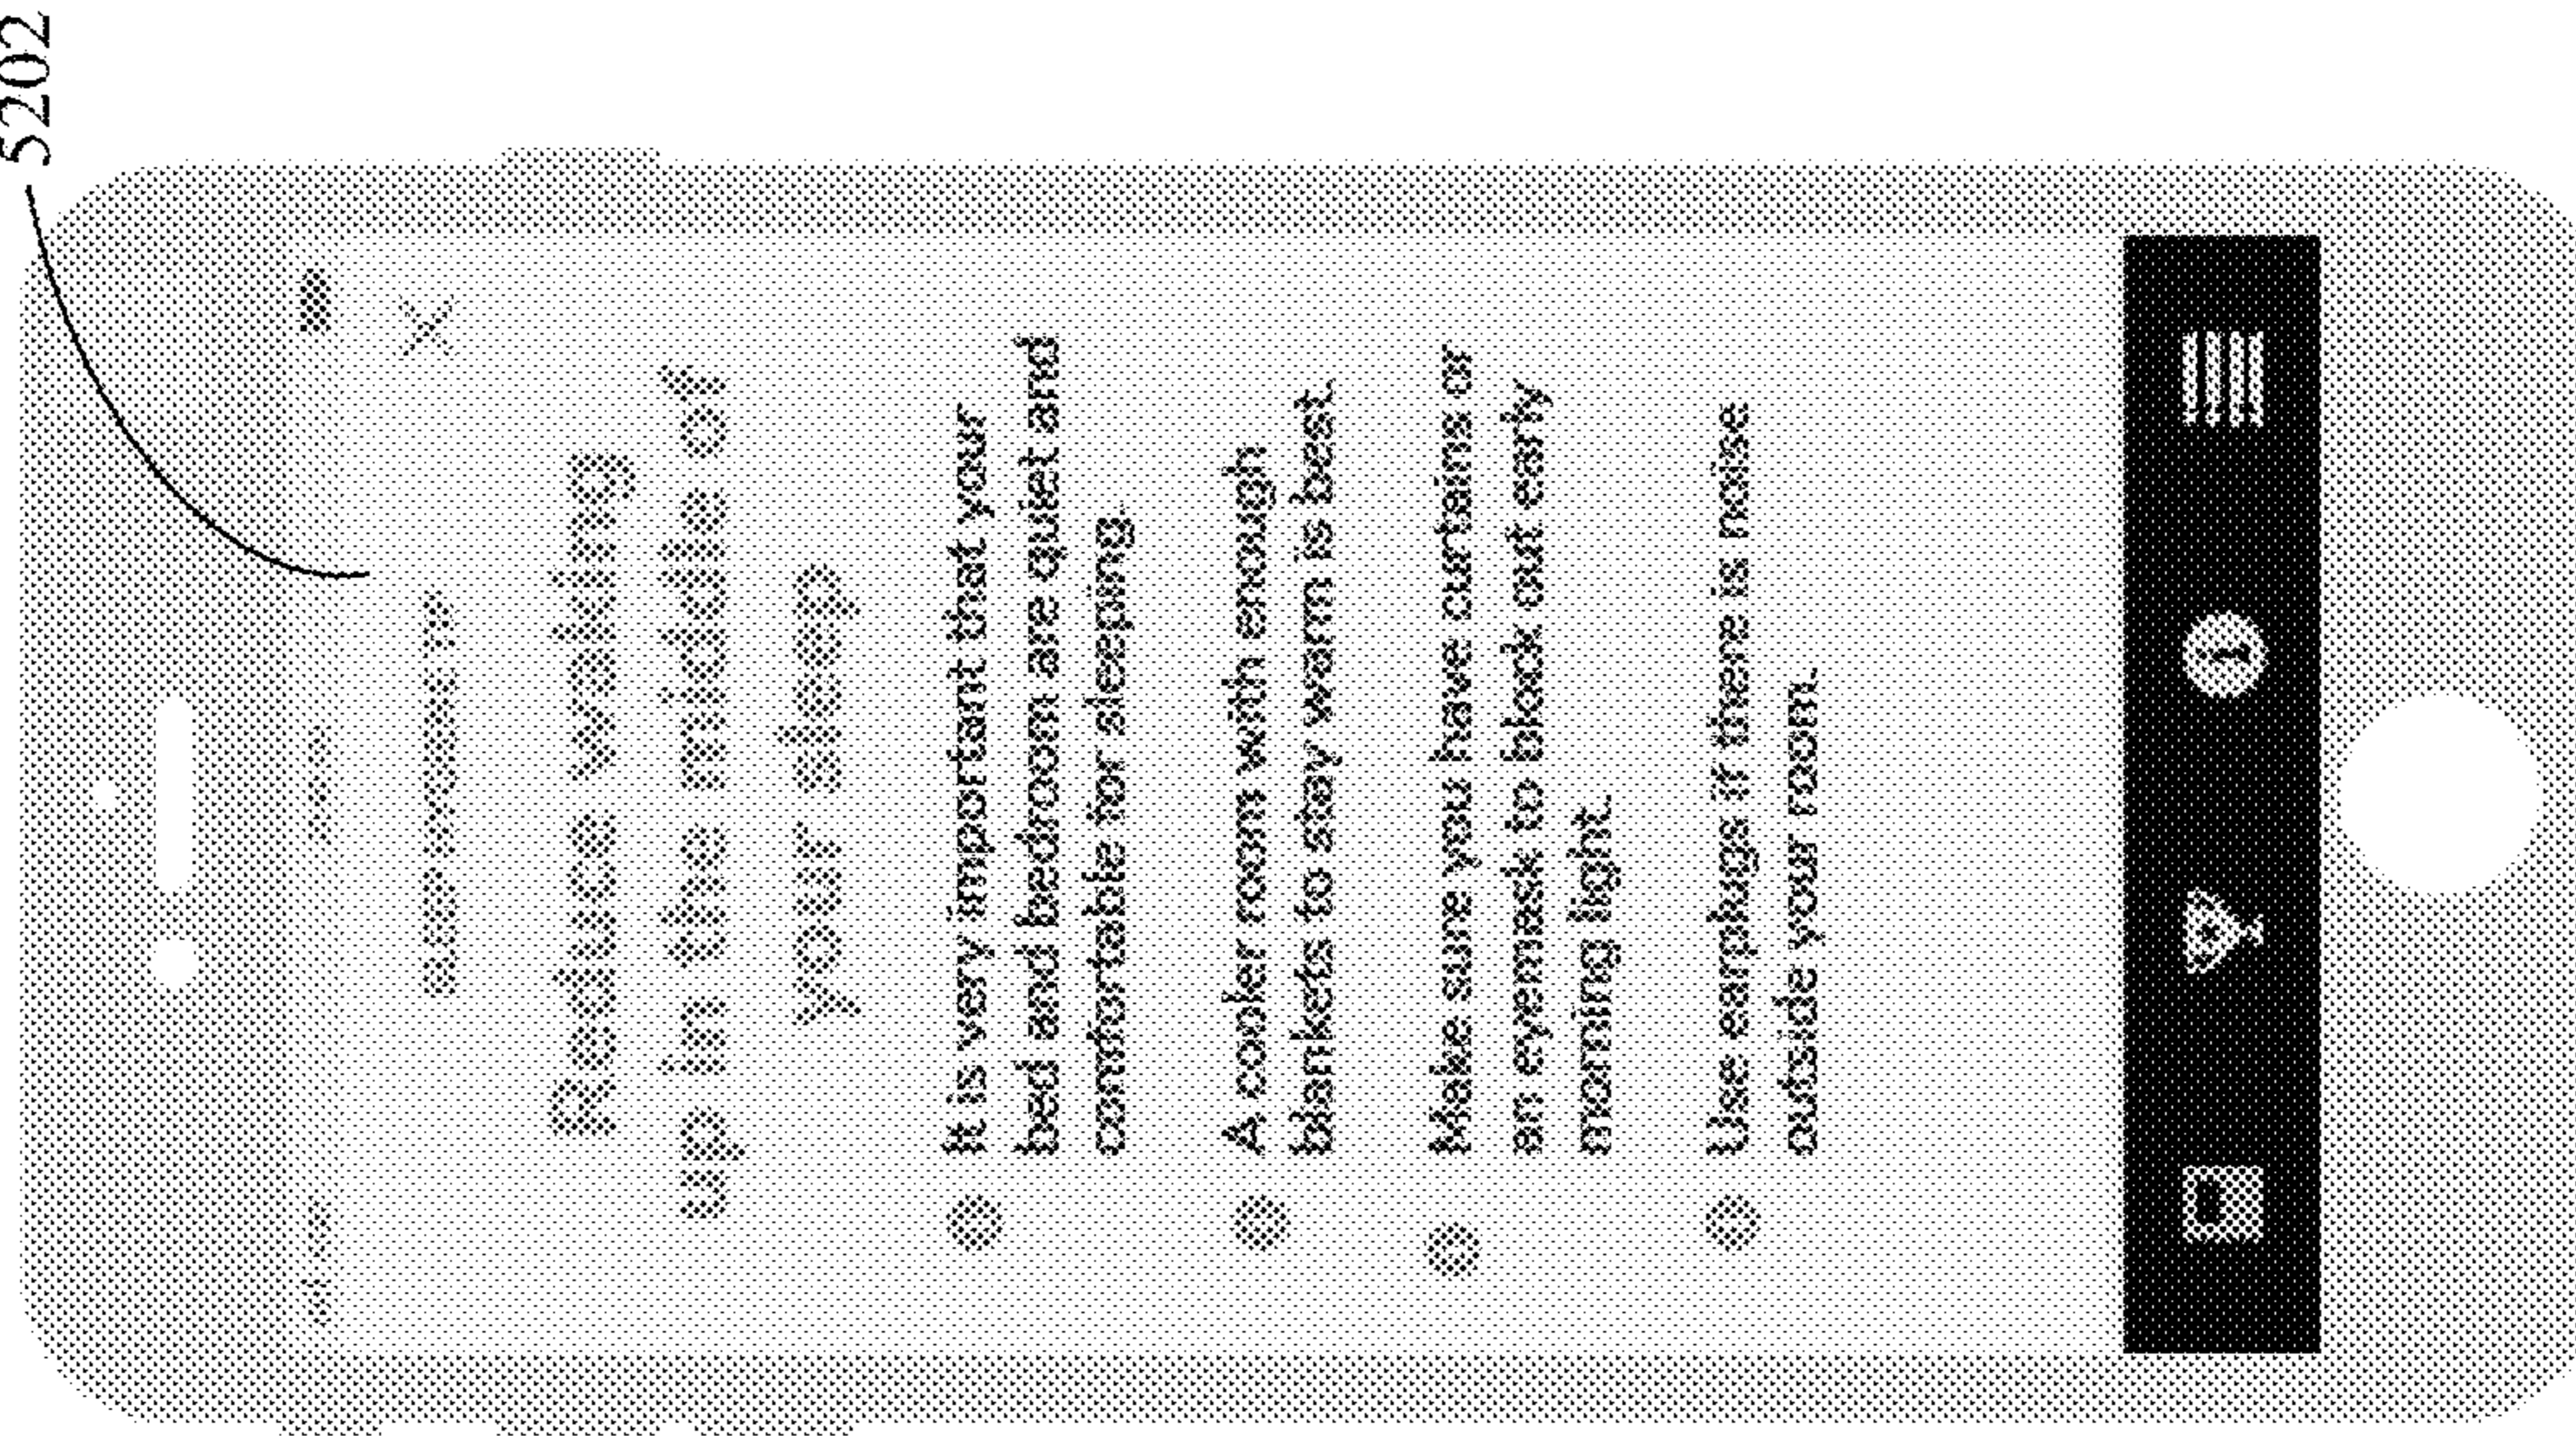 5202
SLEEP AWARENESS TIP
Reduce waking
up in the middle of
your sleep
It is very important that your
bed and bedroom are quiet and
comfortable for sleeping.
A cooler room with enough
blankets to stay warm is best.
Make sure you have curtains or
an eyemask to block out early
morning light.
Use earplugs if there is noise
outside your room.